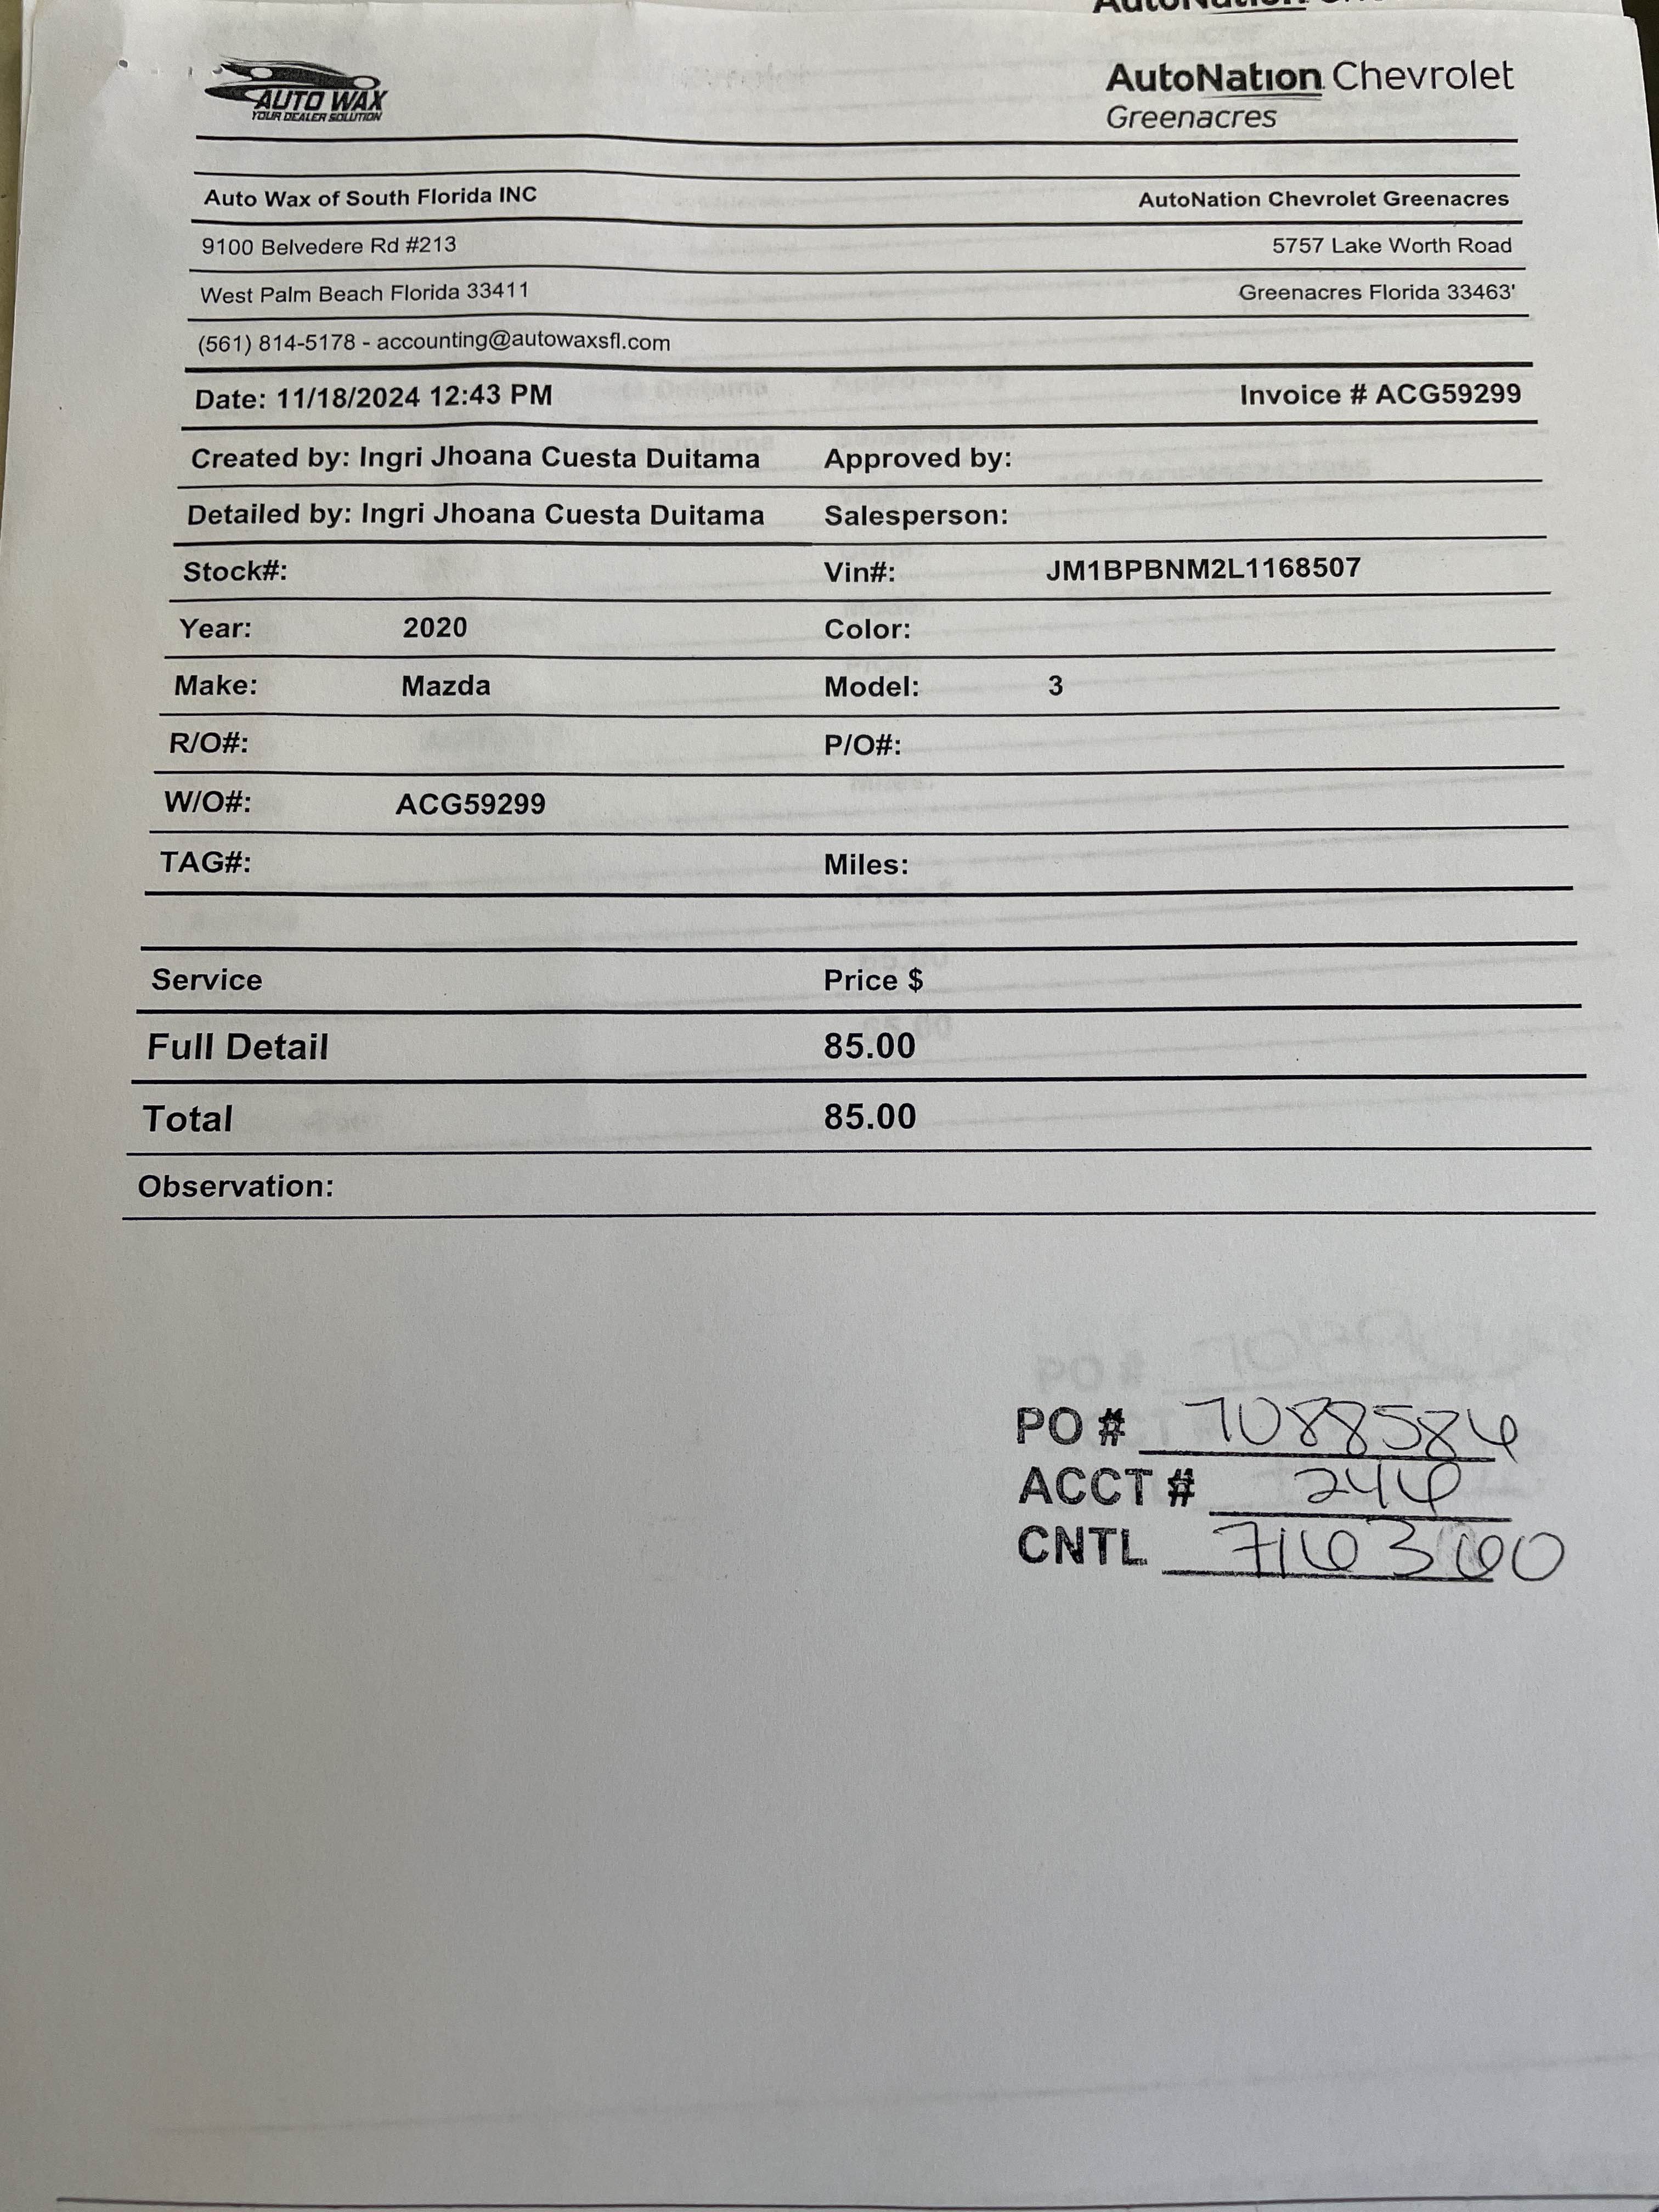 AutoNation
AUTO WAX
YOUR DEALER SOLUTION
AutoNation Chevrolet
Greenacres
Auto Wax of South Florida INC
AutoNation Chevrolet Greenacres
9100 Belvedere Rd #213
5757 Lake Worth Road
West Palm Beach Florida 33411
Greenacres Florida 33463'
(561) 814-5178 - accounting@autowaxsfl.com
Date: 11/18/2024 12:43 PM
Invoice # ACG59299
Created by: Ingri Jhoana Cuesta Duitama
Approved by:
Detailed by: Ingri Jhoana Cuesta Duitama
Salesperson:
Stock#:
Vin#: JM1BPBNM2L1168507
Year: 2020
Color:
Make: Mazda
Model: 3
R/O#:
P/O#:
W/O#: ACG59299
TAG#:
Miles:
Service Price $
Full Detail 85.00
Total 85.00
Observation:
PO # 7088586
ACCT # 246
CNTL